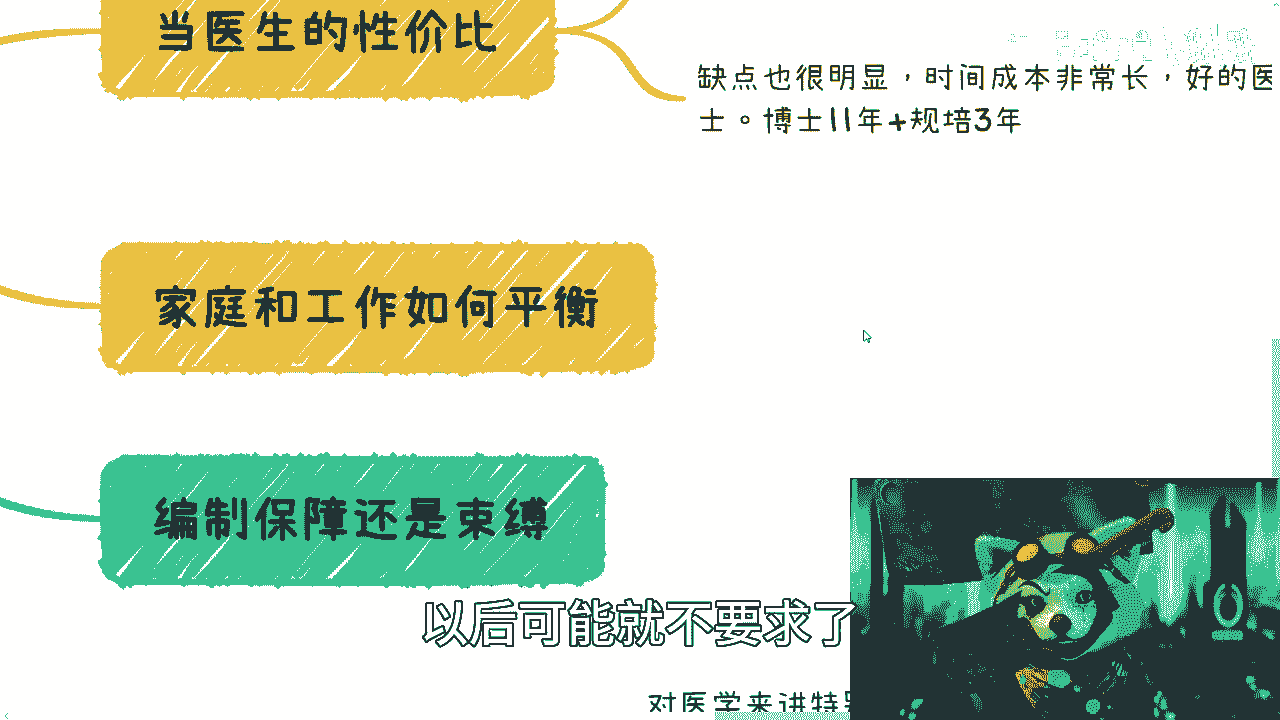 当医生的性价比
缺点也很明显，时间成本非常长，好的医
士。博士11年+规培3年
家庭和工作如何平衡
编制保障还是束缚
以后可能就不要求了
对医学来讲特